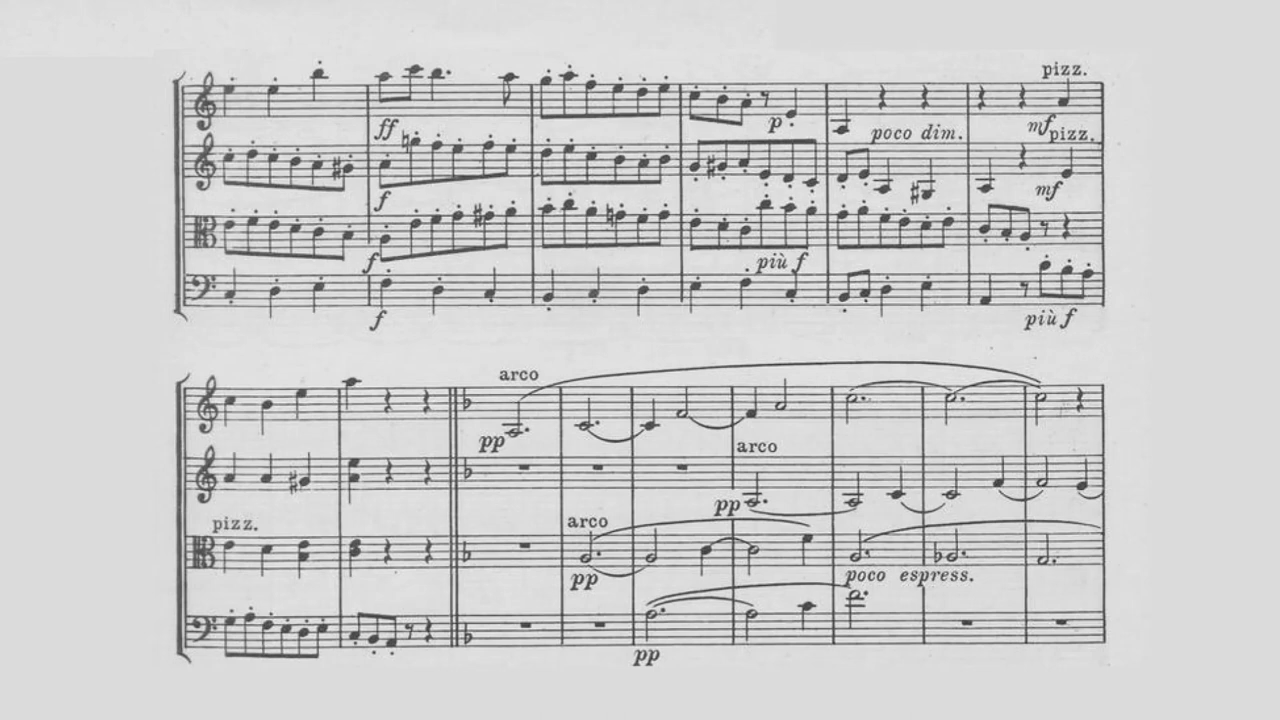 pizz.
ff
p
poco dim.
mf
pizz.
f
mf
f
più f
f
più f
arco
pp
arco
pp
pizz.
arco
pp
poco espress.
pp